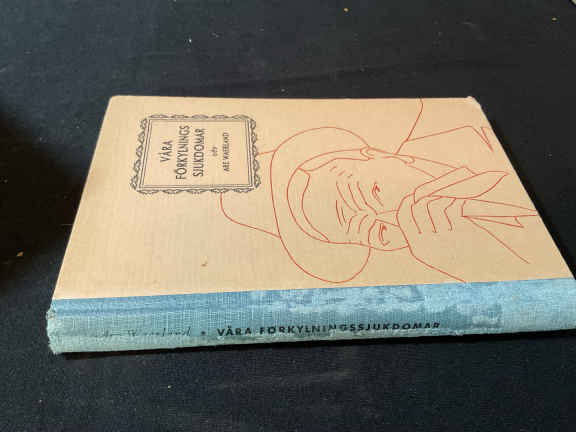 VÅRA
FÖRKYLNINGS
SJUKDOMAR
AV
ARE WAERLAND
Are Waerland • VÅRA FÖRKYLNINGSSJUKDOMAR